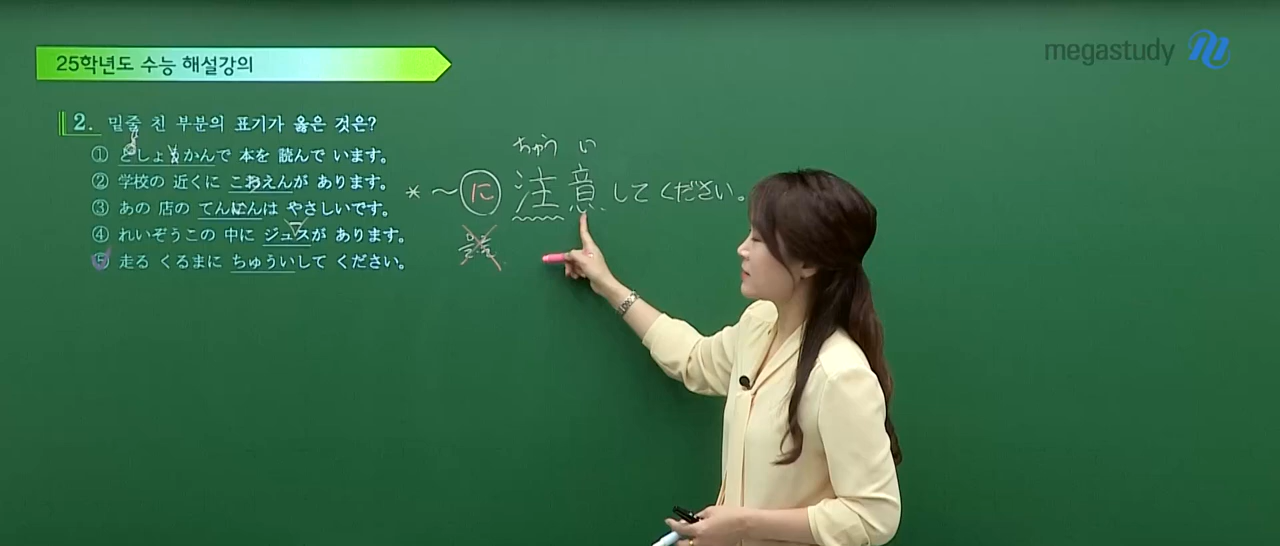 25학년도 수능 해설강의
megastudy
2. 밑줄 친 부분의 표기가 옳은 것은?
① としょかんで 本を 読んで います。
② 学校の 近くに こおえんが あります。
③ あの 店の てんにんは やさしいです。
④ れいぞうこの 中に ジュスが あります。
⑤ 走る くるまに ちゅういして ください。
ちゅう い
* ~に 注意 してください。